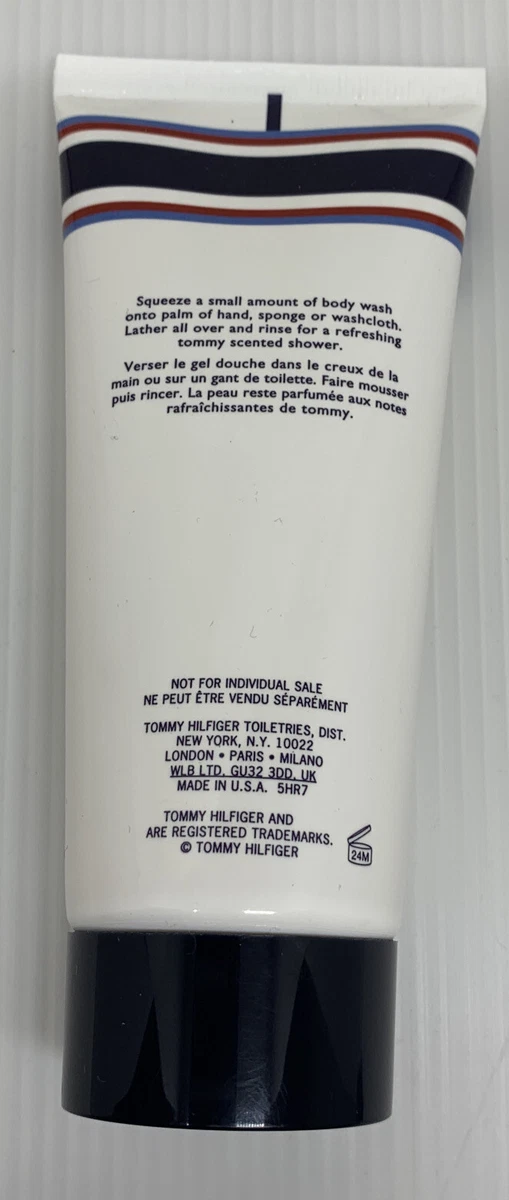 Squeeze a small amount of body wash
onto palm of hand, sponge or washcloth.
Lather all over and rinse for a refreshing
tommy scented shower.
Verser le gel douche dans le creux de la
main ou sur un gant de toilette. Faire mousser
puis rincer. La peau reste parfumée aux notes
rafraîchissantes de tommy.
NOT FOR INDIVIDUAL SALE
NE PEUT ÊTRE VENDU SÉPARÉMENT
TOMMY HILFIGER TOILETRIES, DIST.
NEW YORK, N.Y. 10022
LONDON • PARIS • MILANO
WLB LTD. GU32 3DD. UK
MADE IN U.S.A. 5HR7
TOMMY HILFIGER AND
ARE REGISTERED TRADEMARKS.
© TOMMY HILFIGER
24M